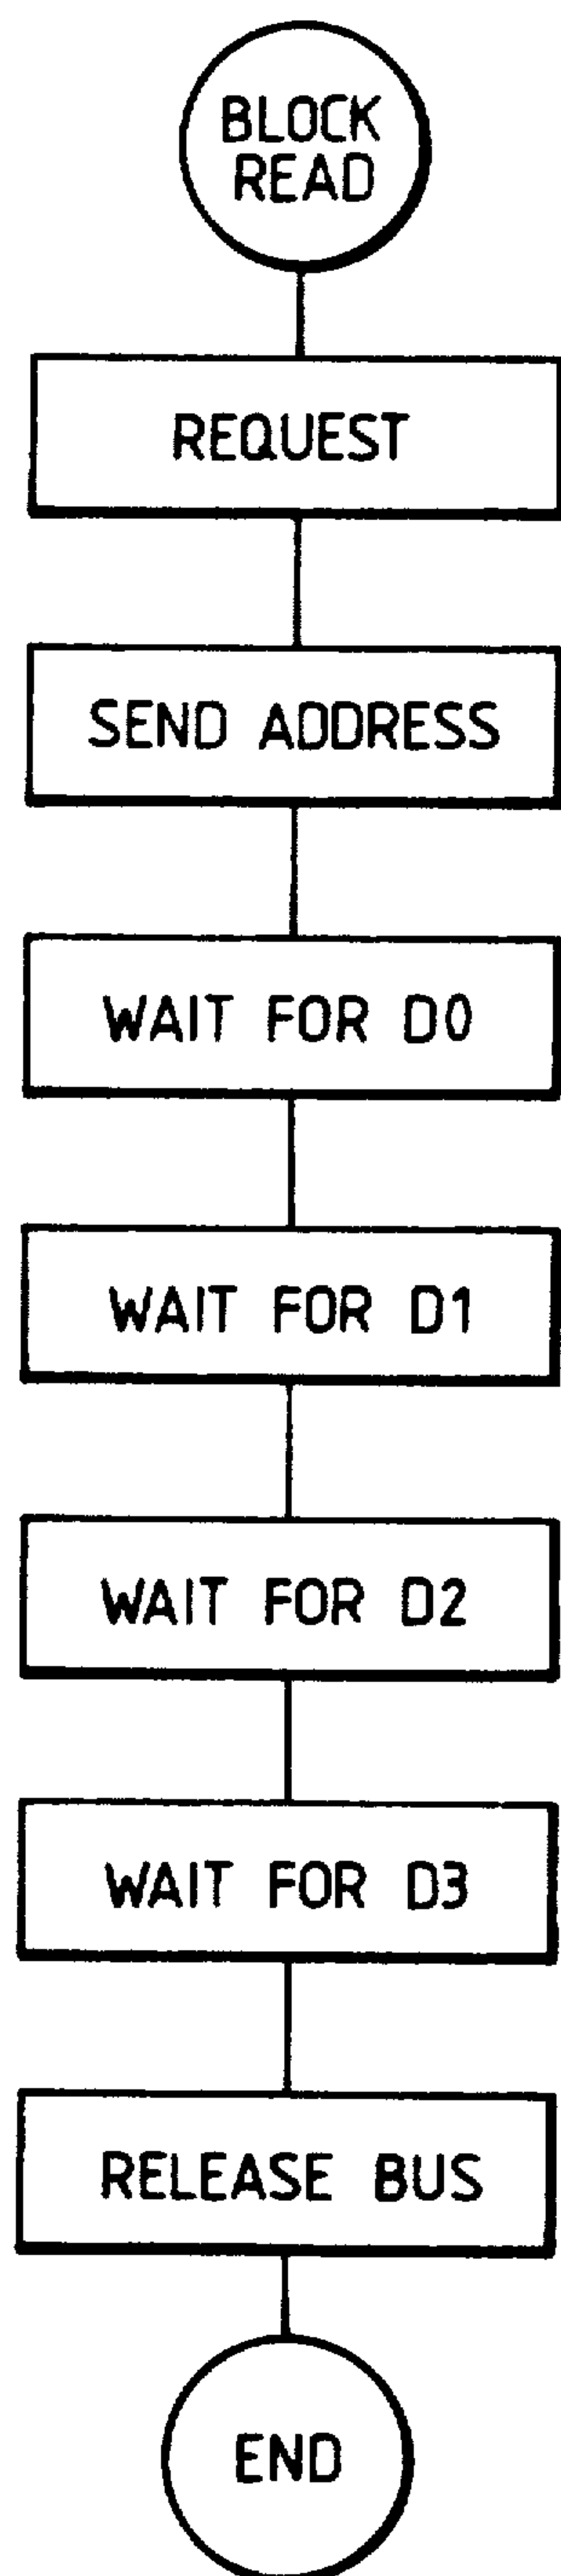 BLOCK
READ
REQUEST
SEND ADDRESS
WAIT FOR D0
WAIT FOR D1
WAIT FOR D2
WAIT FOR D3
RELEASE BUS
END